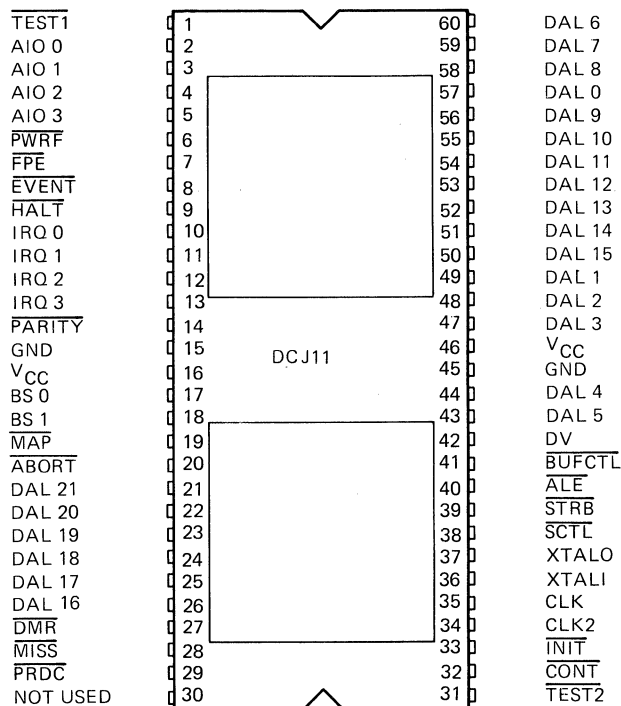 TEST1 1 60 DAL 6
AIO 0 2 59 DAL 7
AIO 1 3 58 DAL 8
AIO 2 4 57 DAL 0
AIO 3 5 56 DAL 9
PWRF 6 55 DAL 10
FPE 7 54 DAL 11
EVENT 8 53 DAL 12
HALT 9 52 DAL 13
IRQ 0 10 51 DAL 14
IRQ 1 11 50 DAL 15
IRQ 2 12 49 DAL 1
IRQ 3 13 48 DAL 2
PARITY 14 47 DAL 3
GND 15 DCJ11 46 VCC
VCC 16 45 GND
BS 0 17 44 DAL 4
BS 1 18 43 DAL 5
MAP 19 42 DV
ABORT 20 41 BUFCTL
DAL 21 21 40 ALE
DAL 20 22 39 STRB
DAL 19 23 38 SCTL
DAL 18 24 37 XTALO
DAL 17 25 36 XTALI
DAL 16 26 35 CLK
DMR 27 34 CLK2
MISS 28 33 INIT
PRDC 29 32 CONT
NOT USED 30 31 TEST2